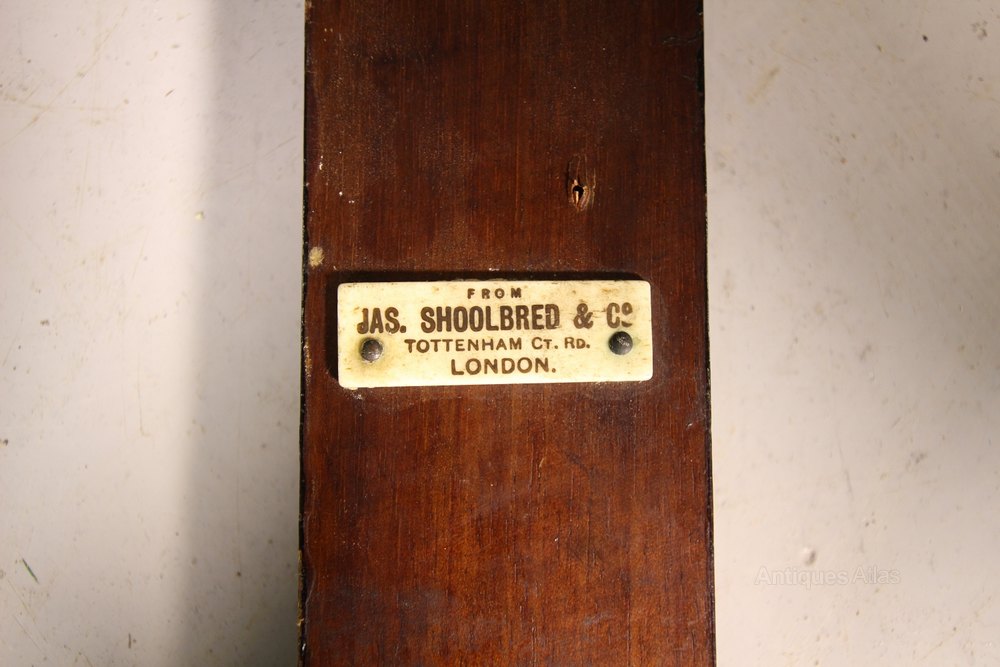 FROM
JAS. SHOOLBRED & Co
TOTTENHAM CT. RD.
LONDON.
Antiques Atlas